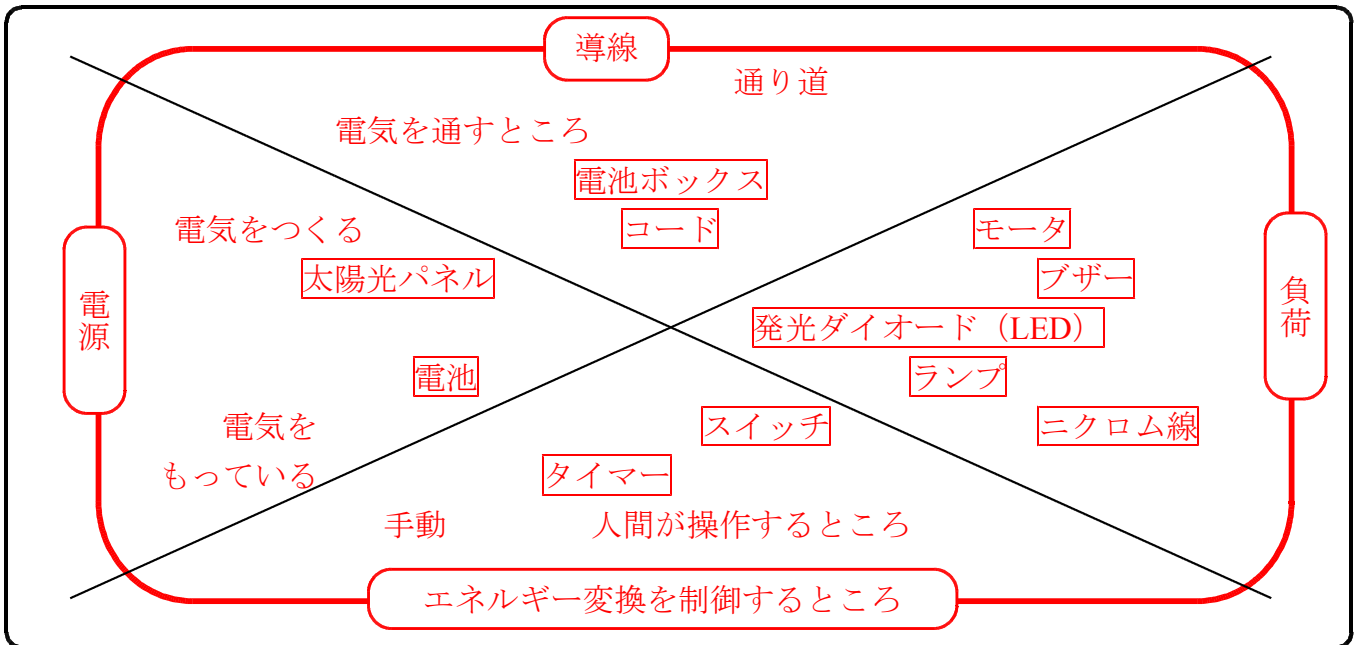 導線
通り道
電気を通すところ
電池ボックス
電気をつくる
コード
モータ
太陽光パネル
ブザー
電源
負荷
発光ダイオード（LED）
電池
ランプ
電気を
もっている
スイッチ
ニクロム線
タイマー
手動
人間が操作するところ
エネルギー変換を制御するところ